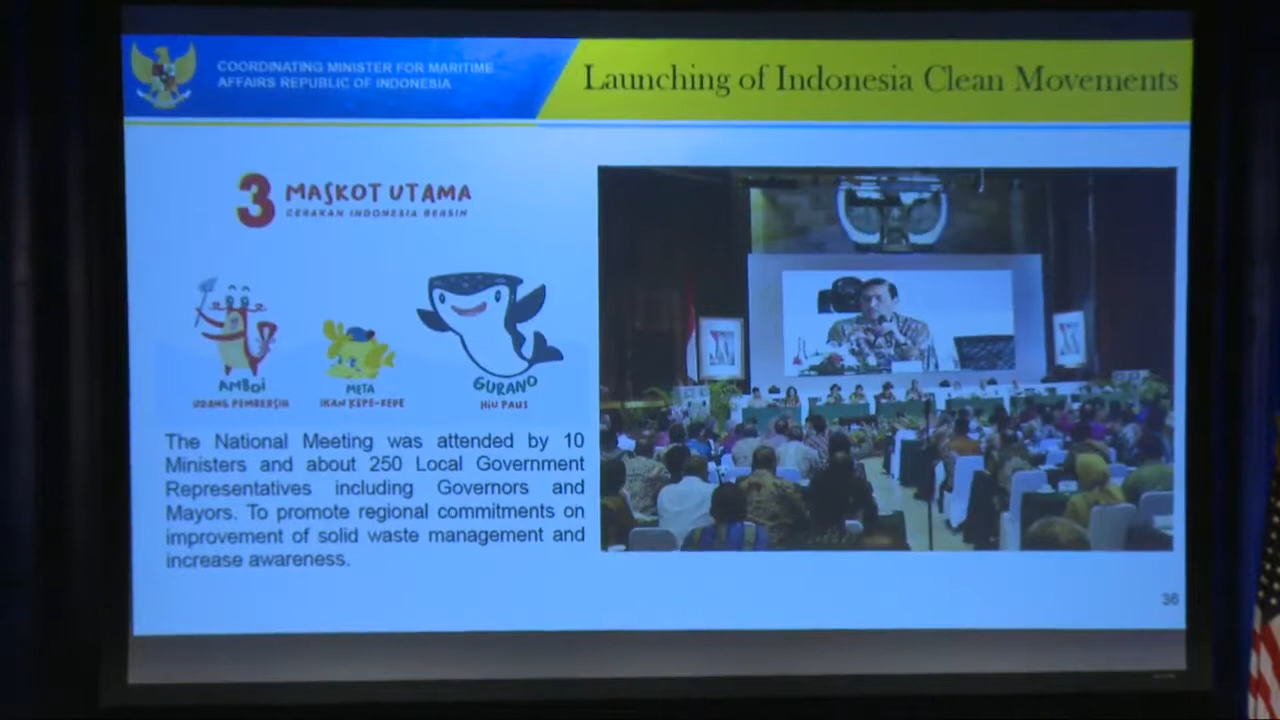 COORDINATING MINISTER FOR MARITIME
AFFAIRS REPUBLIC OF INDONESIA
Launching of Indonesia Clean Movements
3 MASKOT UTAMA
GERAKAN INDONESIA BERSIH
AMBOI
UDANG PEMBERSIH
META
IKAN KEPE-KEPE
GURANO
HIU PAUS
The National Meeting was attended by 10
Ministers and about 250 Local Government
Representatives including Governors and
Mayors. To promote regional commitments on
improvement of solid waste management and
increase awareness.
36